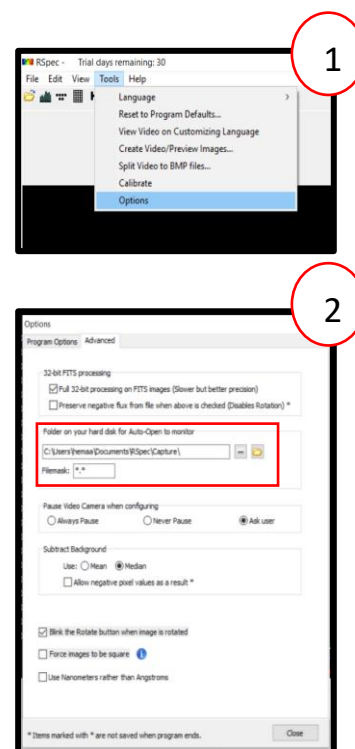 1
RSpec - Trial days remaining: 30
File Edit View Tools Help
Language >
Reset to Program Defaults...
View Video on Customizing Language
Create Video/Preview Images...
Split Video to BMP files...
Calibrate
Options
2
Options
Program Options Advanced
32-bit FITS processing
Full 32-bit processing on FITS images (Slower but better precision)
Preserve negative flux from file when above is checked (Disables Rotation) *
Folder on your hard disk for Auto-Open to monitor
C:\Users\hemaa\Documents\RSpec\Capture\ ...
Filemask: *.*
Pause Video Camera when configuring
Always Pause Never Pause Ask user
Subtract Background
Use: Mean Median
Allow negative pixel values as a result *
Blink the Rotate button when image is rotated
Force images to be square i
Use Nanometers rather than Angstroms
* Items marked with * are not saved when program ends. Close